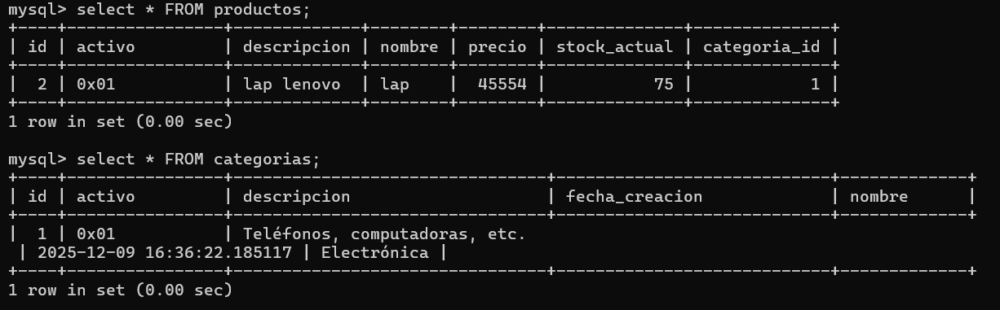 mysql> select * FROM productos;
+----+----------------+-------------+--------+--------+--------------+--------------+
| id | activo         | descripcion | nombre | precio | stock_actual | categoria_id |
+----+----------------+-------------+--------+--------+--------------+--------------+
|  2 | 0x01           | lap lenovo  | lap    |  45554 |           75 |            1 |
+----+----------------+-------------+--------+--------+--------------+--------------+
1 row in set (0.00 sec)

mysql> select * FROM categorias;
+----+----------------+--------------------------------+----------------------------+-------------+
| id | activo         | descripcion                    | fecha_creacion             | nombre      |
+----+----------------+--------------------------------+----------------------------+-------------+
|  1 | 0x01           | Teléfonos, computadoras, etc.
 | 2025-12-09 16:36:22.185117 | Electrónica |
+----+----------------+--------------------------------+----------------------------+-------------+
1 row in set (0.00 sec)